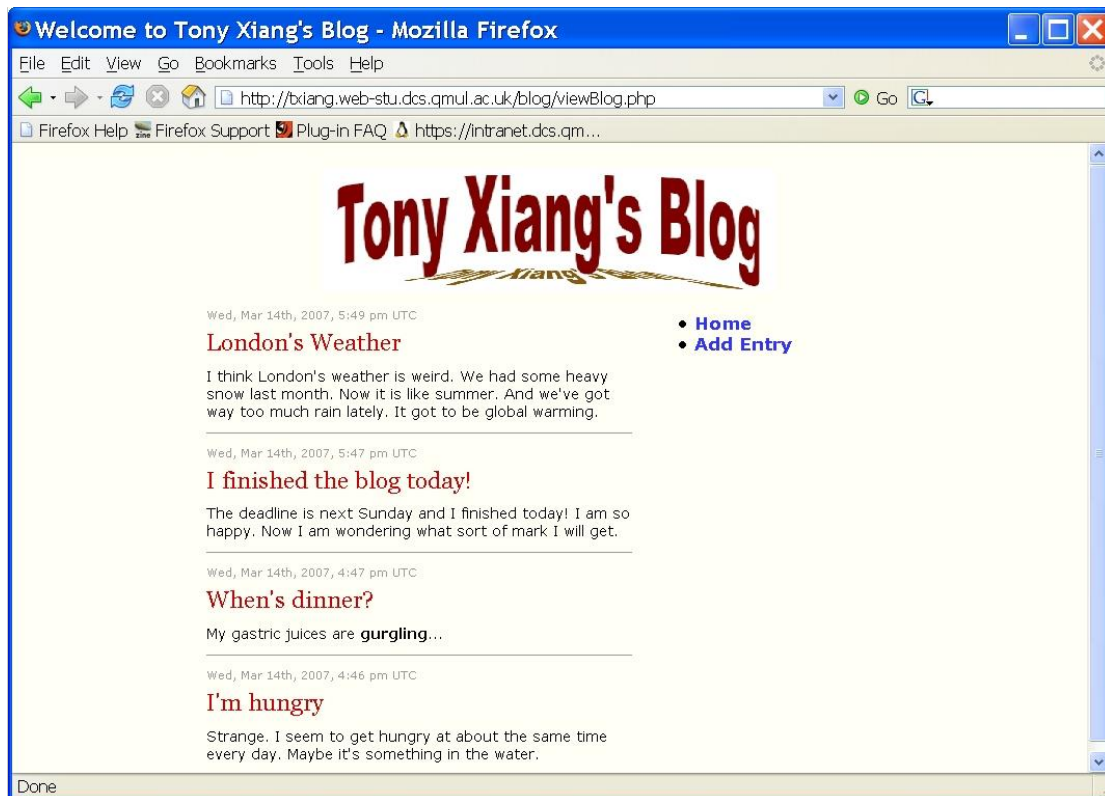 Welcome to Tony Xiang's Blog - Mozilla Firefox
File Edit View Go Bookmarks Tools Help
http://txiang.web-stu.dcs.qmul.ac.uk/blog/viewBlog.php Go G
Firefox Help Firefox Support Plug-in FAQ https://intranet.dcs.qm...
Tony Xiang's Blog
Wed, Mar 14th, 2007, 5:49 pm UTC
London's Weather
I think London's weather is weird. We had some heavy
snow last month. Now it is like summer. And we've got
way too much rain lately. It got to be global warming.
Wed, Mar 14th, 2007, 5:47 pm UTC
I finished the blog today!
The deadline is next Sunday and I finished today! I am so
happy. Now I am wondering what sort of mark I will get.
Wed, Mar 14th, 2007, 4:47 pm UTC
When's dinner?
My gastric juices are gurgling...
Wed, Mar 14th, 2007, 4:46 pm UTC
I'm hungry
Strange. I seem to get hungry at about the same time
every day. Maybe it's something in the water.
• Home
• Add Entry
Done